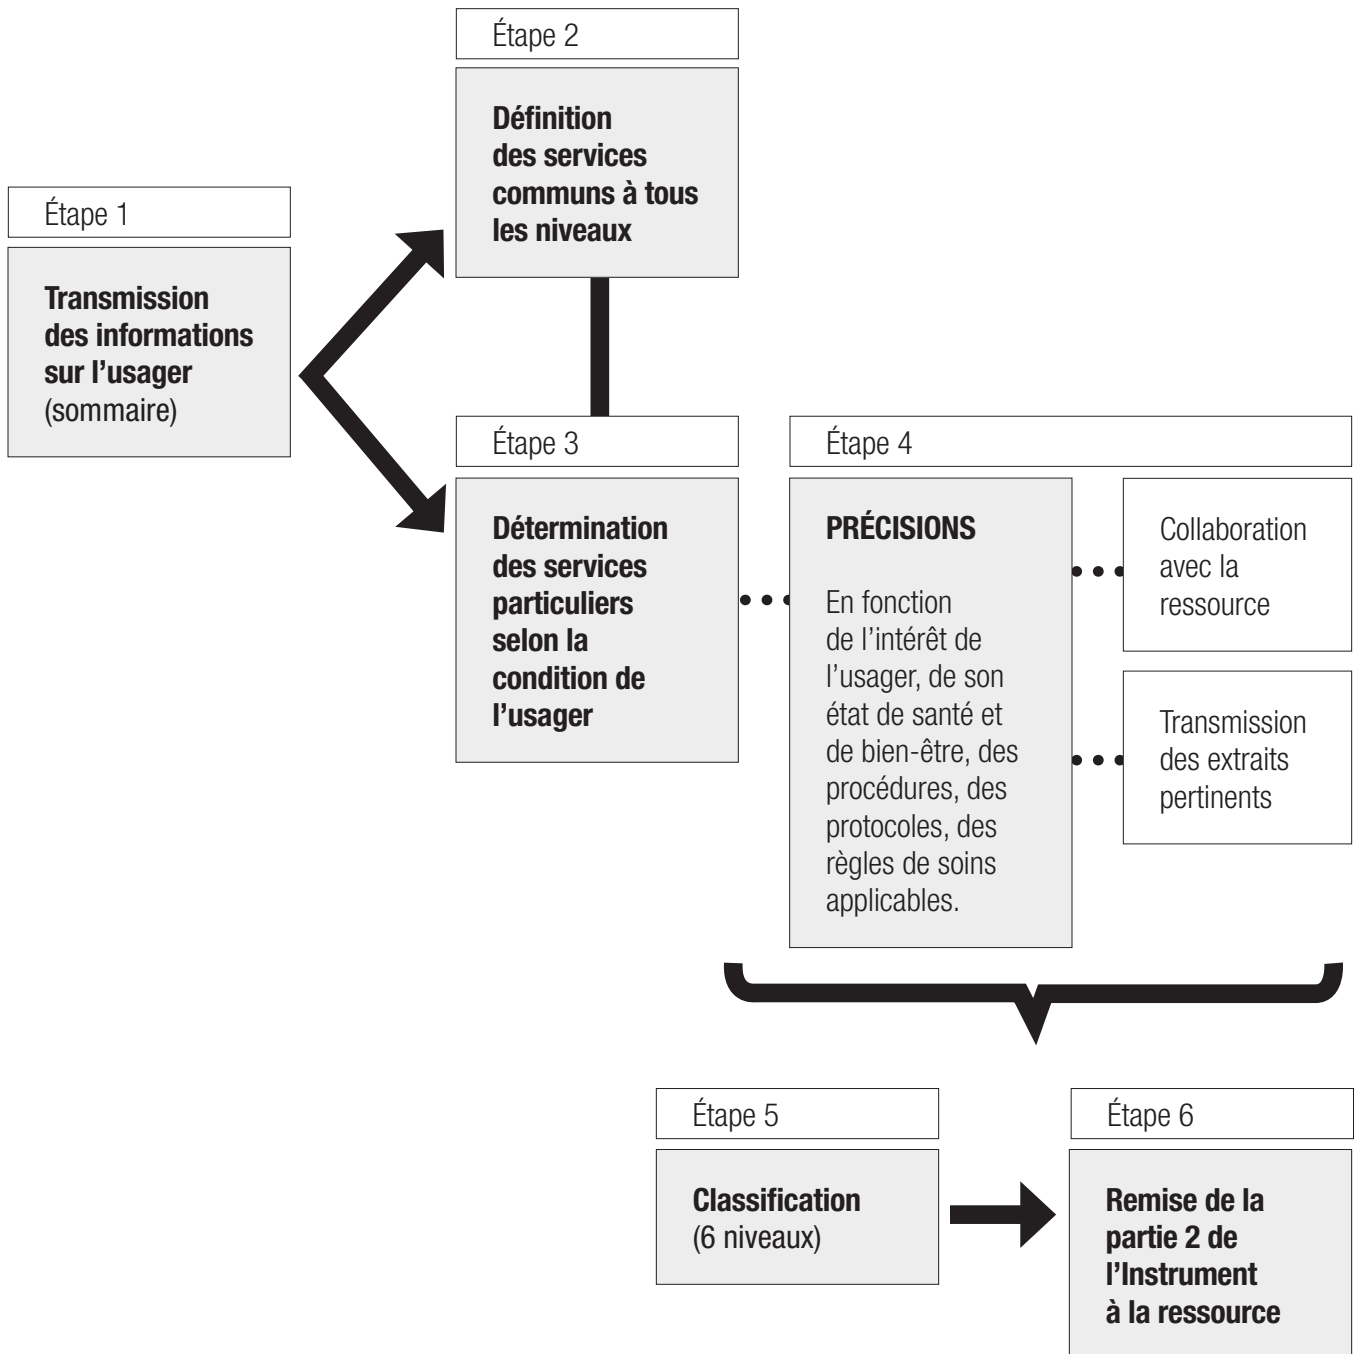 Étape 1
Transmission
des informations
sur l’usager
(sommaire)
Étape 2
Définition
des services
communs à tous
les niveaux
Étape 3
Détermination
des services
particuliers
selon la
condition de
l’usager
Étape 4
PRÉCISIONS
En fonction
de l’intérêt de
l’usager, de son
état de santé et
de bien-être, des
procédures, des
protocoles, des
règles de soins
applicables.
Collaboration
avec la
ressource
Transmission
des extraits
pertinents
Étape 5
Classification
(6 niveaux)
Étape 6
Remise de la
partie 2 de
l’Instrument
à la ressource